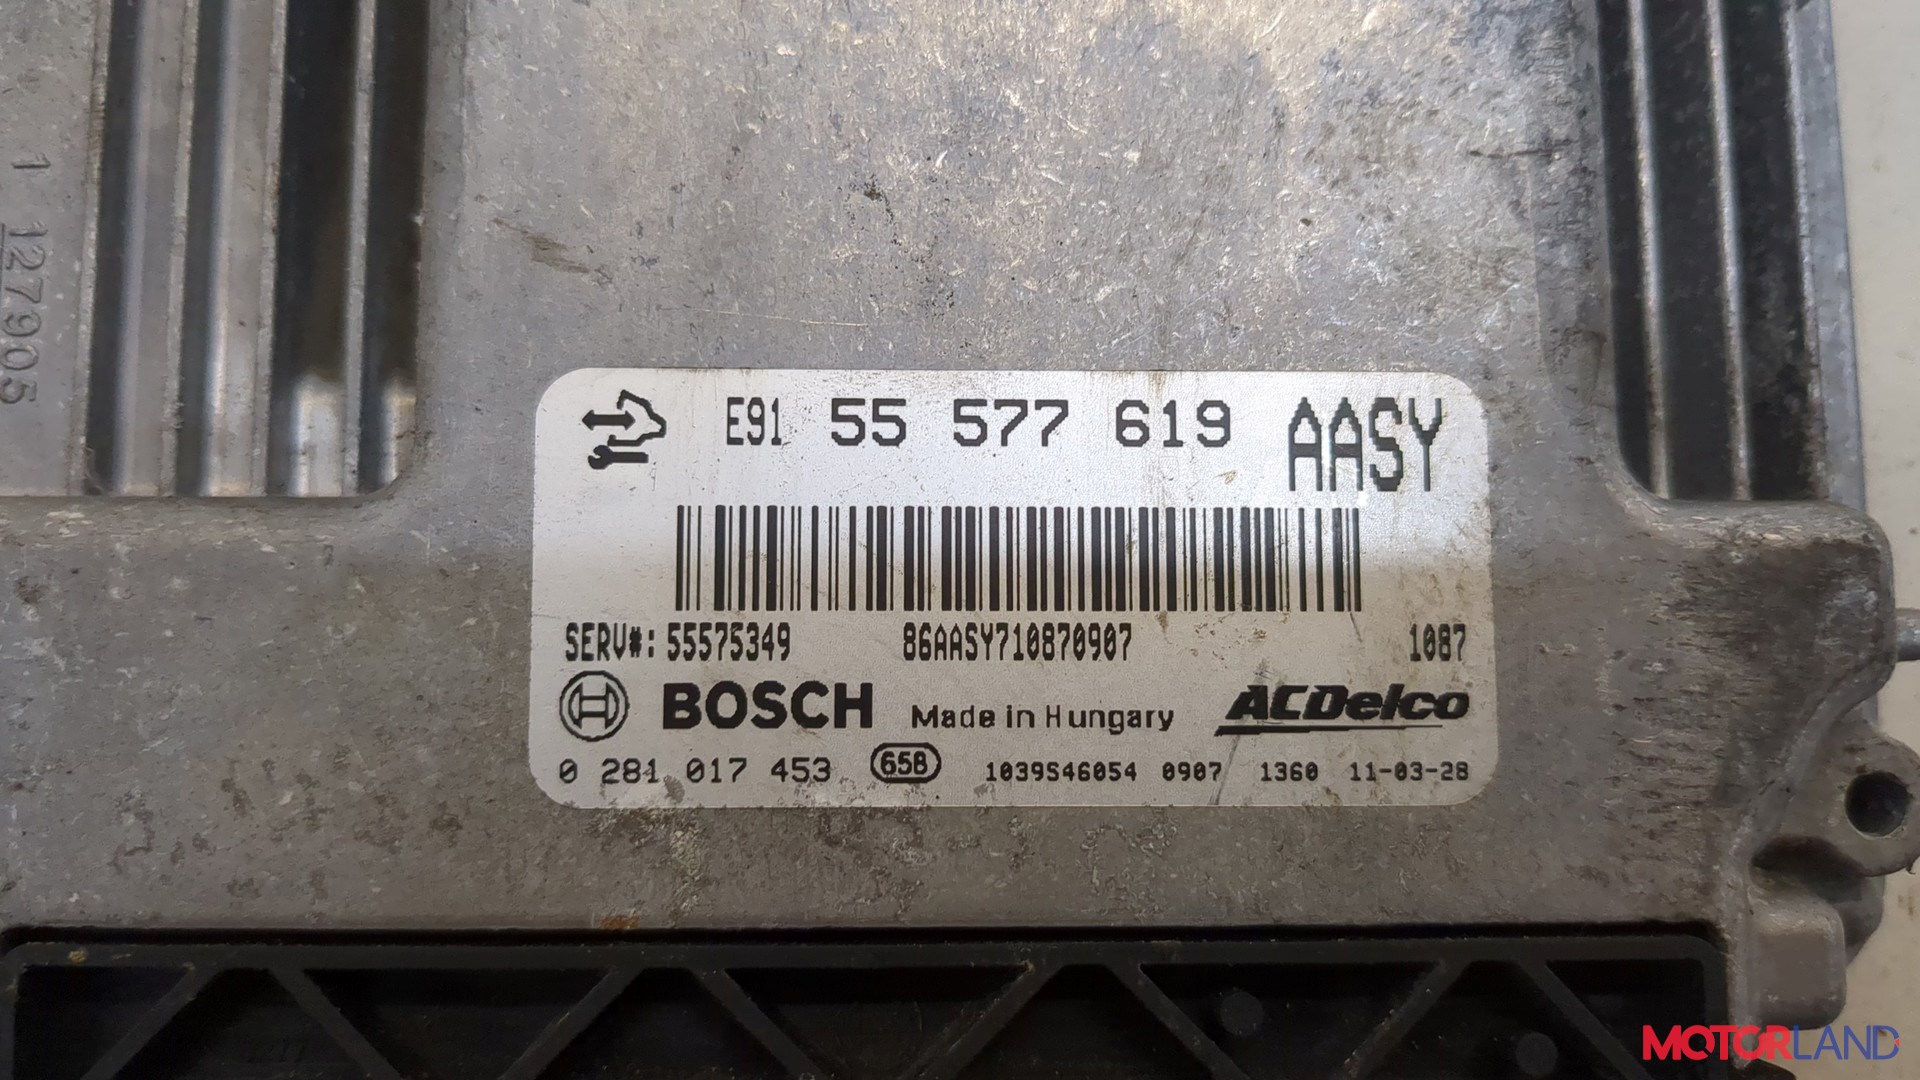 1 127905
E91 55 577 619 AASY
SERV#: 55575349 86AASY710870907 1087
BOSCH Made in Hungary ACDelco
0 281 017 453 65B 1039S46054 0907 1360 11-03-28
MOTORLAND